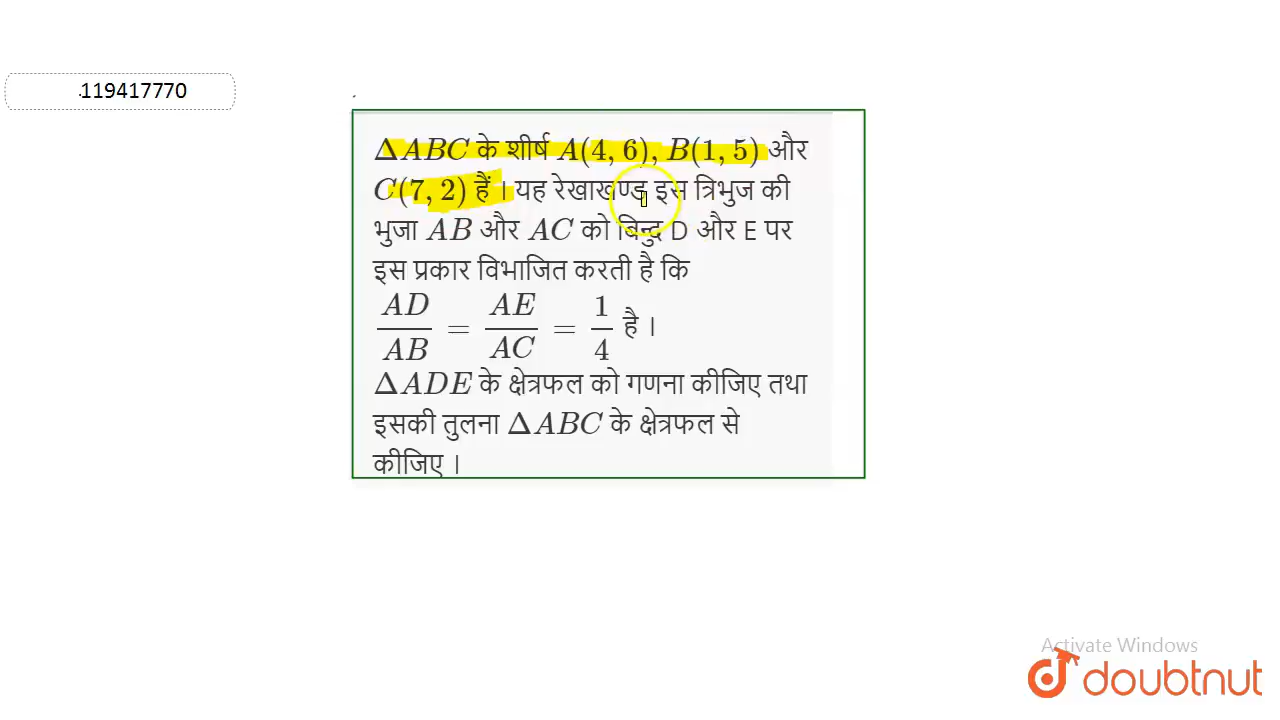 .119417770
ΔABC के शीर्ष A(4, 6), B(1, 5) और
C(7, 2) हैं । यह रेखाखण्ड इस त्रिभुज की
भुजा AB और AC को बिन्दु D और E पर
इस प्रकार विभाजित करती है कि
AD/AB = AE/AC = 1/4 है ।
ΔADE के क्षेत्रफल को गणना कीजिए तथा
इसकी तुलना ΔABC के क्षेत्रफल से
कीजिए ।
Activate Windows
doubtnut